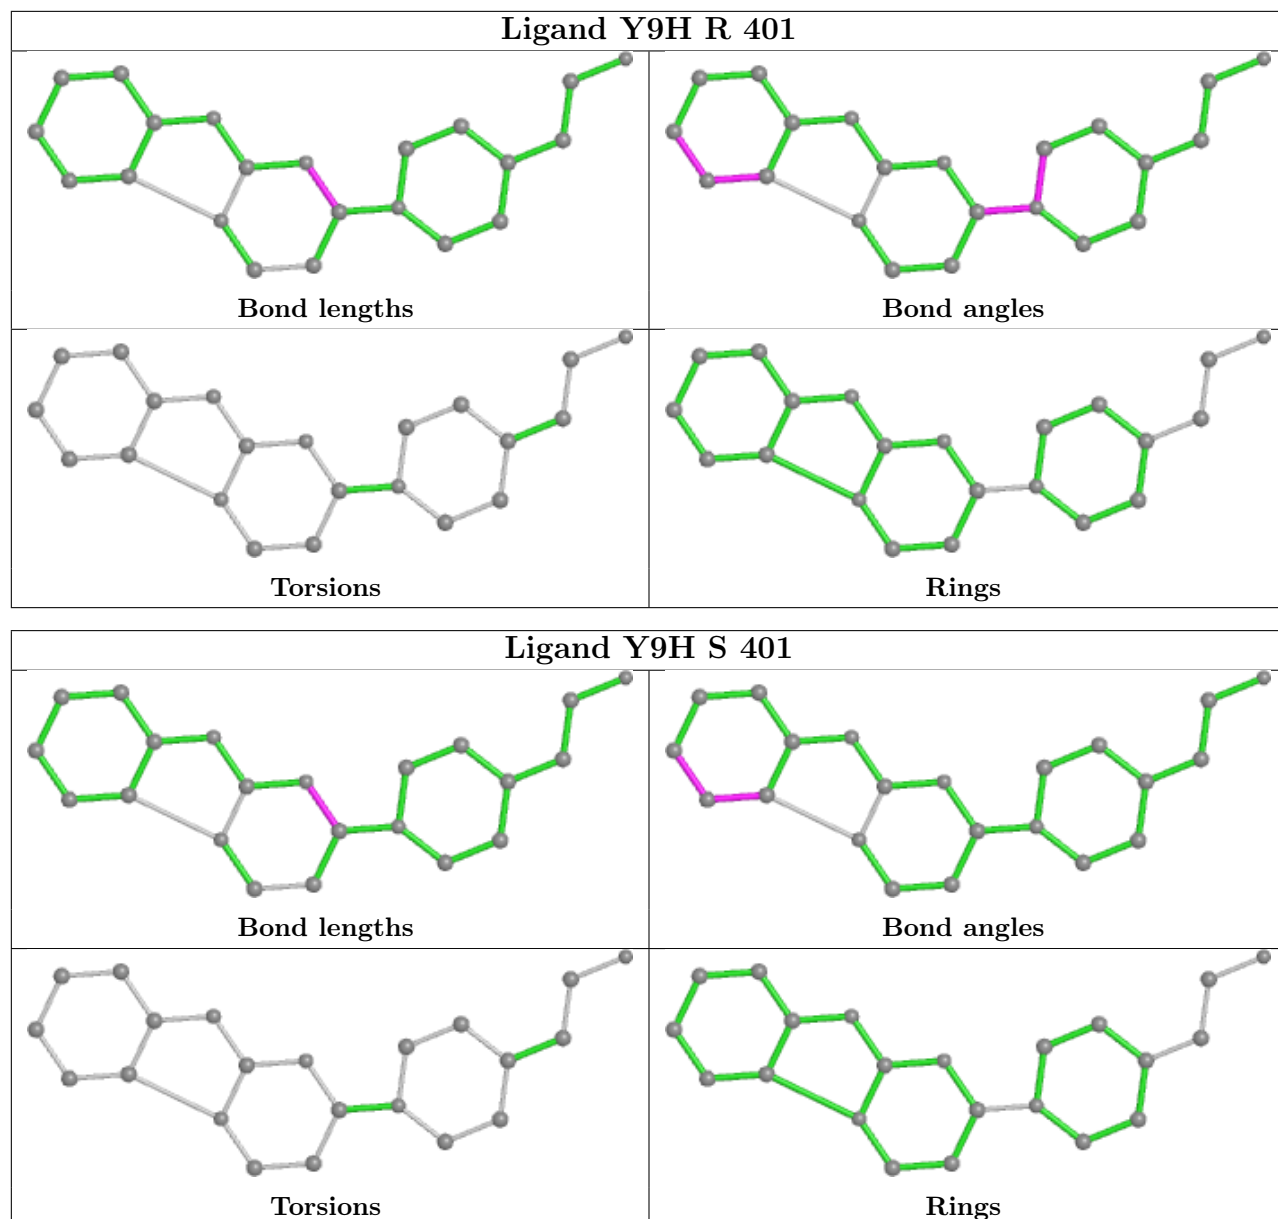 Ligand Y9H R 401
Bond lengths
Bond angles
Torsions
Rings
Ligand Y9H S 401
Bond lengths
Bond angles
Torsions
Rings